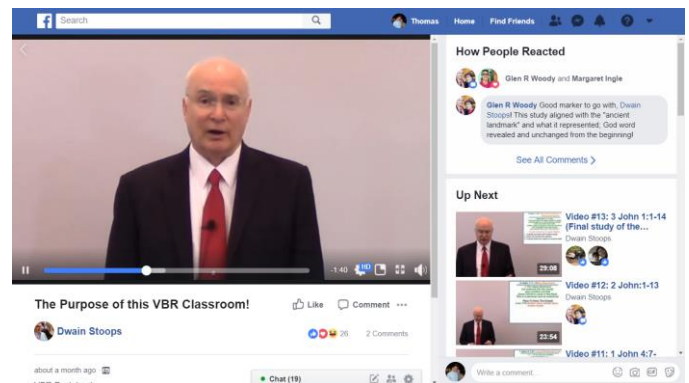 Search
Thomas Home Find Friends
-1:40 HD
The Purpose of this VBR Classroom!
Like Comment
Dwain Stoops
26 2 Comments
about a month ago
Chat (19)
How People Reacted
Glen R Woody and Margaret Ingle
Glen R Woody Good marker to go with, Dwain
Stoops! This study aligned with the "ancient
landmark" and what it represented; God word
revealed and unchanged from the beginning!
See All Comments
Up Next
Video #13: 3 John 1:1-14
(Final study of the...
Dwain Stoops
29:08
Video #12: 2 John:1-13
Dwain Stoops
23:54
Video #11: 1 John 4:7-
Write a comment...